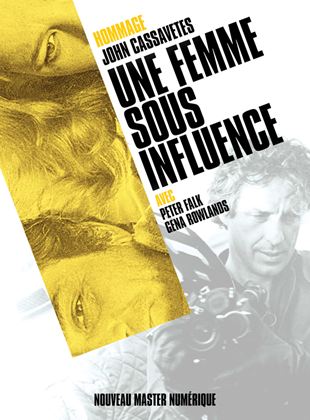 HOMMAGE
JOHN CASSAVETES
UNE FEMME
SOUS
INFLUENCE
AVEC
PETER FALK
GENA ROWLANDS
NOUVEAU MASTER NUMÉRIQUE